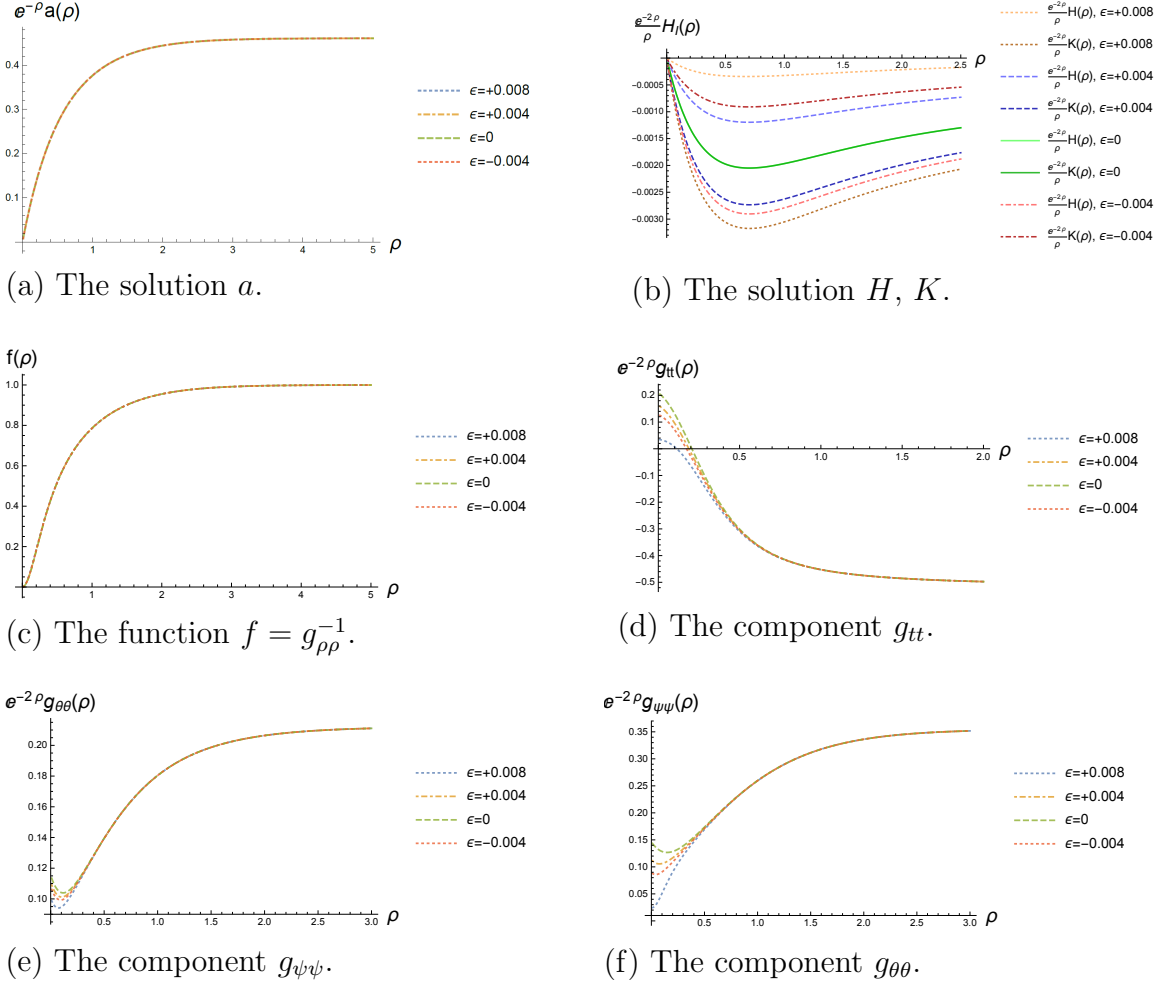 e^{-ρ}a(ρ)
0.4
0.3
0.2
0.1
1
2
3
4
5
ρ
ϵ=+0.008
ϵ=+0.004
ϵ=0
ϵ=-0.004
(a) The solution a.
e^{-2ρ}/ρ H_I(ρ)
0.5
1.0
1.5
2.0
2.5
ρ
-0.0005
-0.0010
-0.0015
-0.0020
-0.0025
-0.0030
e^{-2ρ}/ρ H(ρ), ϵ=+0.008
e^{-2ρ}/ρ K(ρ), ϵ=+0.008
e^{-2ρ}/ρ H(ρ), ϵ=+0.004
e^{-2ρ}/ρ K(ρ), ϵ=+0.004
e^{-2ρ}/ρ H(ρ), ϵ=0
e^{-2ρ}/ρ K(ρ), ϵ=0
e^{-2ρ}/ρ H(ρ), ϵ=-0.004
e^{-2ρ}/ρ K(ρ), ϵ=-0.004
(b) The solution H, K.
f(ρ)
1.0
0.8
0.6
0.4
0.2
1
2
3
4
5
ρ
ϵ=+0.008
ϵ=+0.004
ϵ=0
ϵ=-0.004
(c) The function f = g_{ρρ}^{-1}.
e^{-2ρ}g_{tt}(ρ)
0.2
0.1
0.5
1.0
1.5
2.0
ρ
-0.1
-0.2
-0.3
-0.4
-0.5
ϵ=+0.008
ϵ=+0.004
ϵ=0
ϵ=-0.004
(d) The component g_{tt}.
e^{-2ρ}g_{θθ}(ρ)
0.20
0.18
0.16
0.14
0.12
0.10
0.5
1.0
1.5
2.0
2.5
3.0
ρ
ϵ=+0.008
ϵ=+0.004
ϵ=0
ϵ=-0.004
(e) The component g_{ψψ}.
e^{-2ρ}g_{ψψ}(ρ)
0.35
0.30
0.25
0.20
0.15
0.10
0.05
0.5
1.0
1.5
2.0
2.5
3.0
ρ
ϵ=+0.008
ϵ=+0.004
ϵ=0
ϵ=-0.004
(f) The component g_{θθ}.